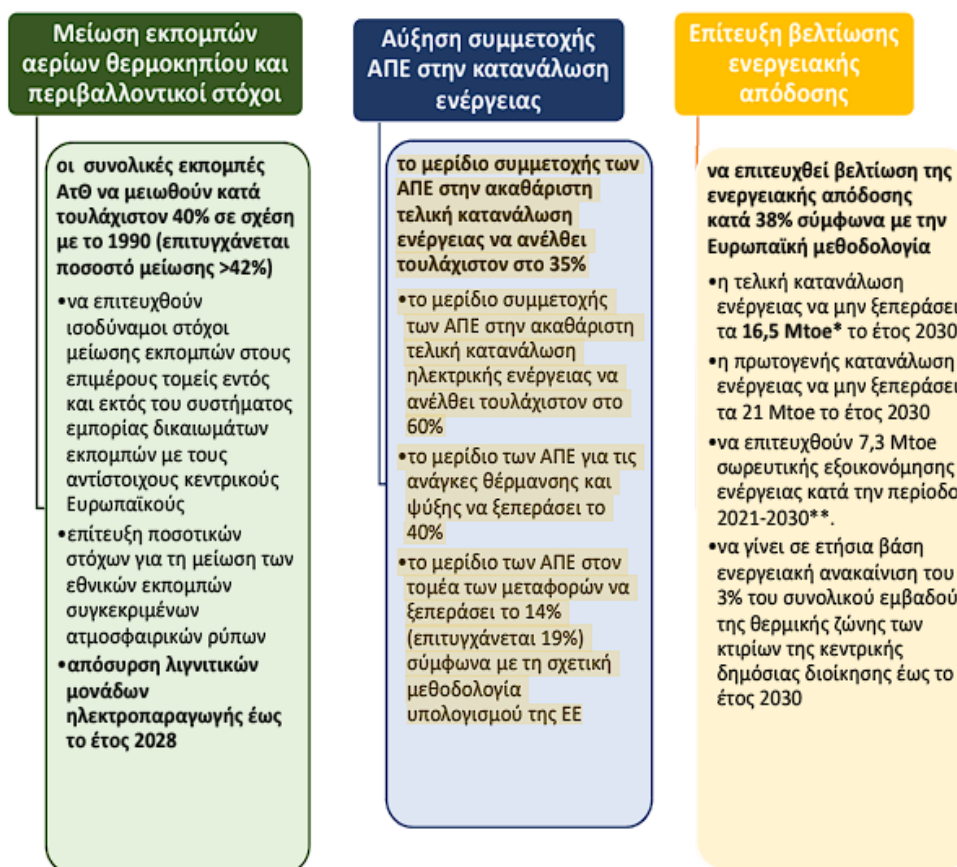 Μείωση εκπομπών
αερίων θερμοκηπίου και
περιβαλλοντικοί στόχοι
οι συνολικές εκπομπές
ΑτΘ να μειωθούν κατά
τουλάχιστον 40% σε σχέση
με το 1990 (επιτυγχάνεται
ποσοστό μείωσης >42%)
•να επιτευχθούν
ισοδύναμοι στόχοι
μείωσης εκπομπών στους
επιμέρους τομείς εντός
και εκτός του συστήματος
εμπορίας δικαιωμάτων
εκπομπών με τους
αντίστοιχους κεντρικούς
Ευρωπαϊκούς
•επίτευξη ποσοτικών
στόχων για τη μείωση των
εθνικών εκπομπών
συγκεκριμένων
ατμοσφαιρικών ρύπων
•απόσυρση λιγνιτικών
μονάδων
ηλεκτροπαραγωγής έως
το έτος 2028
Αύξηση συμμετοχής
ΑΠΕ στην κατανάλωση
ενέργειας
το μερίδιο συμμετοχής των
ΑΠΕ στην ακαθάριστη
τελική κατανάλωση
ενέργειας να ανέλθει
τουλάχιστον στο 35%
•το μερίδιο συμμετοχής
των ΑΠΕ στην ακαθάριστη
τελική κατανάλωση
ηλεκτρικής ενέργειας να
ανέλθει τουλάχιστον στο
60%
•το μερίδιο των ΑΠΕ για τις
ανάγκες θέρμανσης και
ψύξης να ξεπεράσει το
40%
•το μερίδιο των ΑΠΕ στον
τομέα των μεταφορών να
ξεπεράσει το 14%
(επιτυγχάνεται 19%)
σύμφωνα με τη σχετική
μεθοδολογία
υπολογισμού της ΕΕ
Επίτευξη βελτίωσης
ενεργειακής
απόδοσης
να επιτευχθεί βελτίωση της
ενεργειακής απόδοσης
κατά 38% σύμφωνα με την
Ευρωπαϊκή μεθοδολογία
•η τελική κατανάλωση
ενέργειας να μην ξεπεράσει
τα 16,5 Mtoe* το έτος 2030
•η πρωτογενής κατανάλωση
ενέργειας να μην ξεπεράσει
τα 21 Mtoe το έτος 2030
•να επιτευχθούν 7,3 Mtoe
σωρευτικής εξοικονόμησης
ενέργειας κατά την περίοδο
2021-2030**.
•να γίνει σε ετήσια βάση
ενεργειακή ανακαίνιση του
3% του συνολικού εμβαδού
της θερμικής ζώνης των
κτιρίων της κεντρικής
δημόσιας διοίκησης έως το
έτος 2030